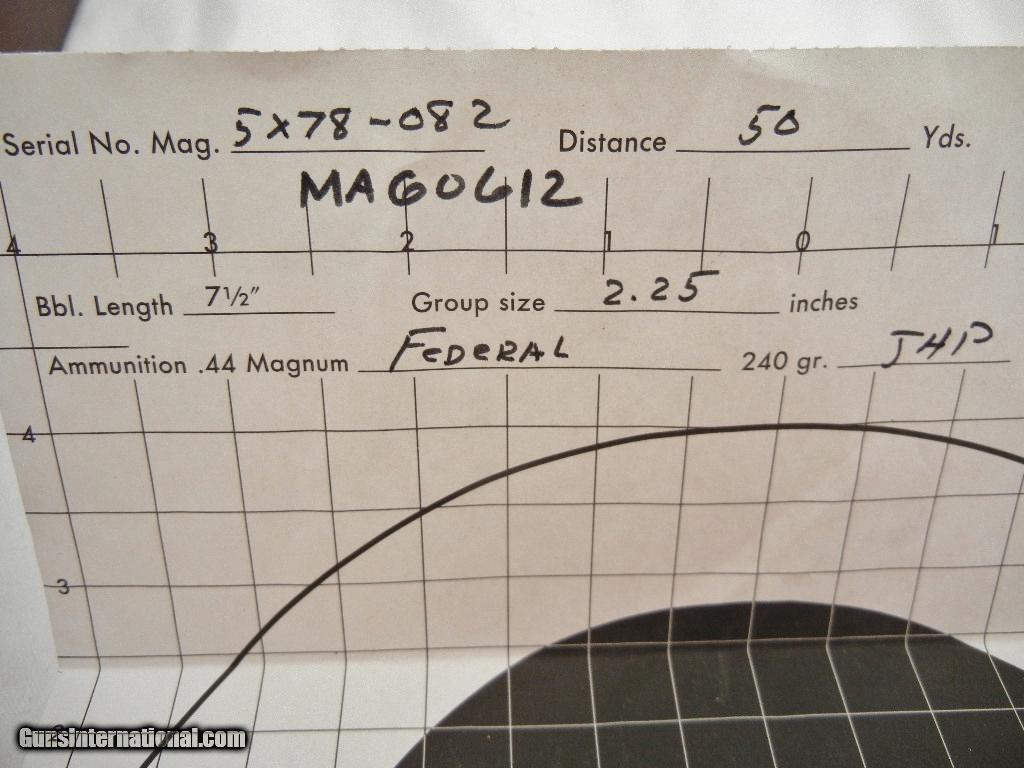 Serial No. Mag. 5X78-082 Distance 50 Yds.
MAG0612
4 3 2 1 0 1
Bbl. Length 7½" Group size 2.25 inches
Ammunition .44 Magnum FEDERAL 240 gr. JHP
4
3
Gunsinternational.com